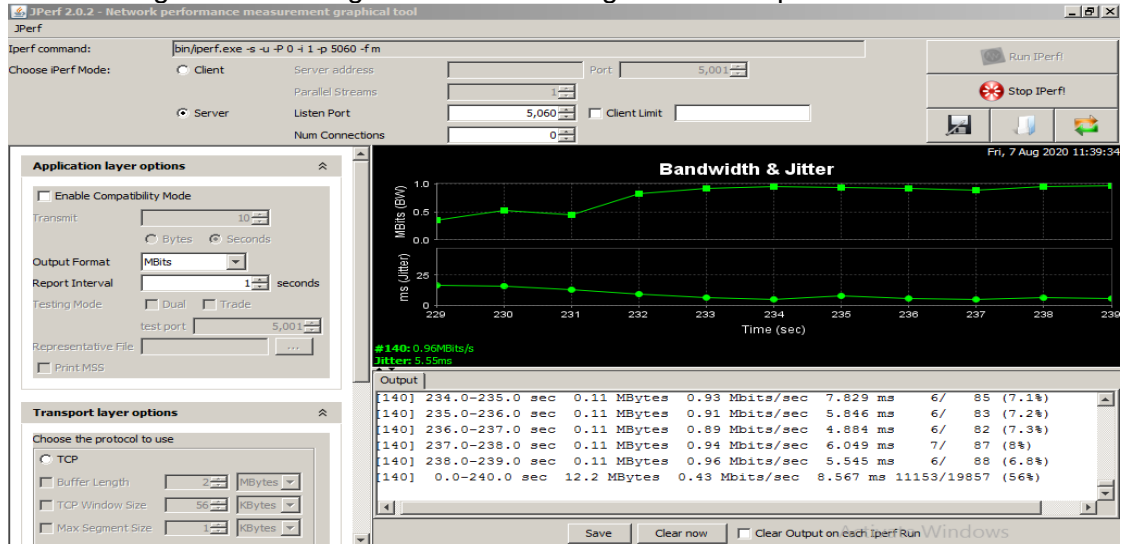 JPerf 2.0.2 - Network performance measurement graphical tool
JPerf
Iperf command: bin/iperf.exe -s -u -P 0 -i 1 -p 5060 -f m
Run IPerf!
Choose iPerf Mode: Client Server address Port 5,001
Parallel Streams 1
Stop IPerf!
Server Listen Port 5,060 Client Limit
Num Connections 0
Application layer options
Enable Compatibility Mode
Transmit 10
Bytes Seconds
Output Format MBits
Report Interval 1 seconds
Testing Mode Dual Trade
test port 5,001
Representative File ...
Print MSS
Transport layer options
Choose the protocol to use
TCP
Buffer Length 2 MBytes
TCP Window Size 56 KBytes
Max Segment Size 1 KBytes
Fri, 7 Aug 2020 11:39:34
Bandwidth & Jitter
MBits (BW)
1.0
0.5
0.0
ms (Jitter)
25
0
229 230 231 232 233 234 235 236 237 238 239
Time (sec)
#140: 0.96MBits/s
Jitter: 5.55ms
Output
[140] 234.0-235.0 sec 0.11 MBytes 0.93 Mbits/sec 7.829 ms 6/ 85 (7.1%)
[140] 235.0-236.0 sec 0.11 MBytes 0.91 Mbits/sec 5.846 ms 6/ 83 (7.2%)
[140] 236.0-237.0 sec 0.11 MBytes 0.89 Mbits/sec 4.884 ms 6/ 82 (7.3%)
[140] 237.0-238.0 sec 0.11 MBytes 0.94 Mbits/sec 6.049 ms 7/ 87 (8%)
[140] 238.0-239.0 sec 0.11 MBytes 0.96 Mbits/sec 5.545 ms 6/ 88 (6.8%)
[140] 0.0-240.0 sec 12.2 MBytes 0.43 Mbits/sec 8.567 ms 11153/19857 (56%)
Save Clear now Clear Output on each Iperf Run
Activate Windows